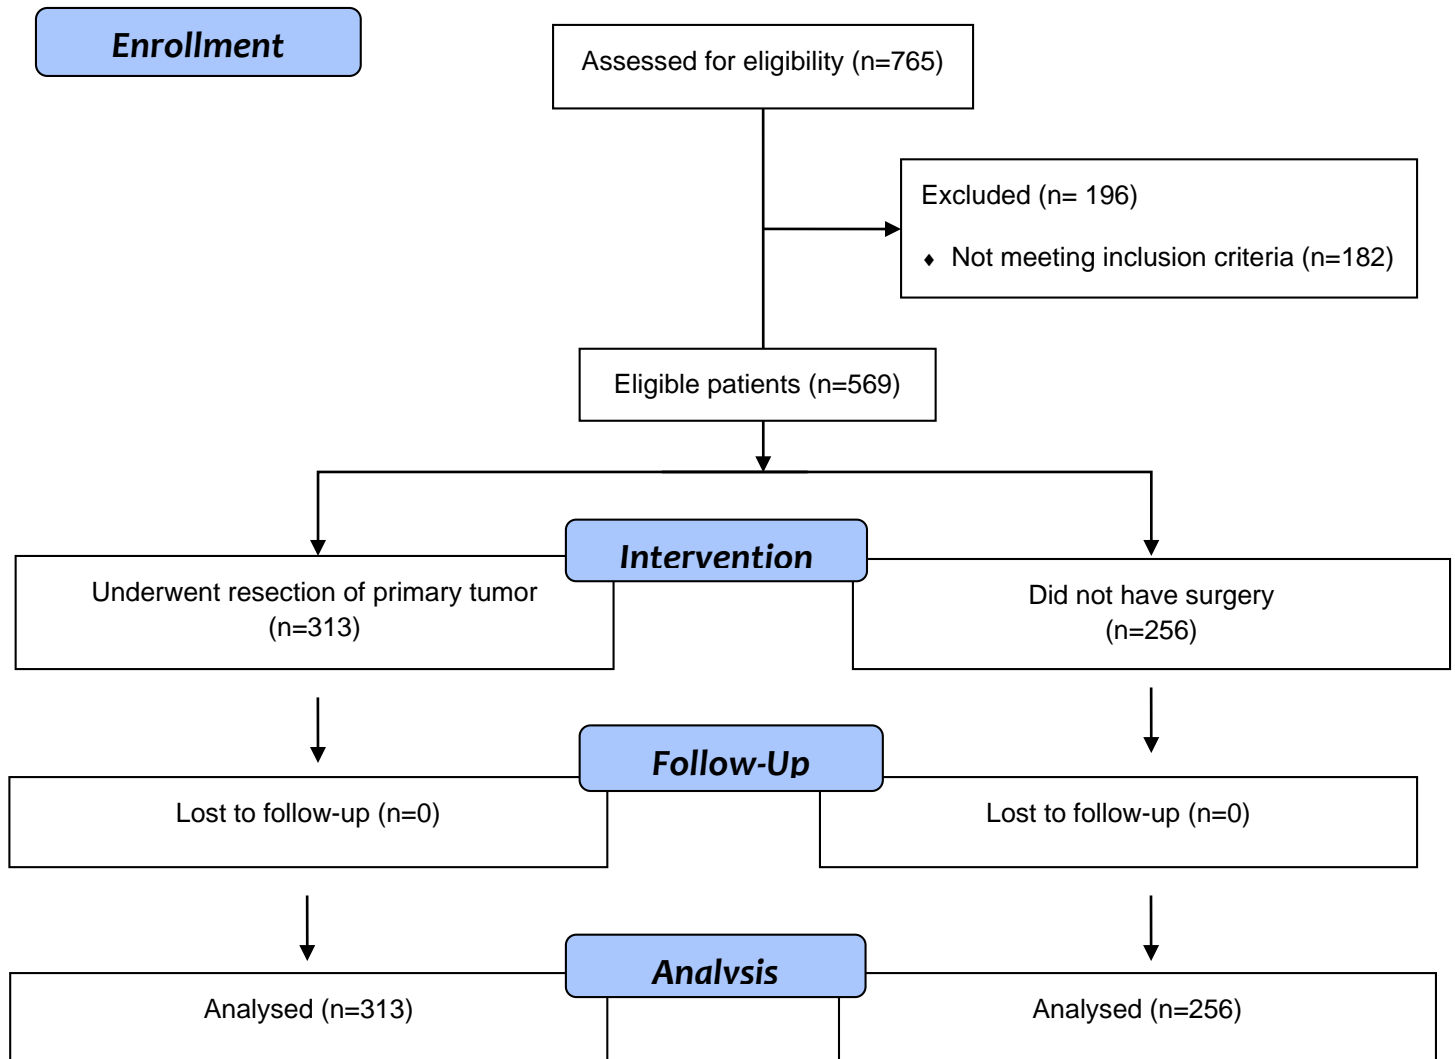 Enrollment
Assessed for eligibility (n=765)
Excluded (n= 196)
♦ Not meeting inclusion criteria (n=182)
Eligible patients (n=569)
Intervention
Underwent resection of primary tumor
(n=313)
Did not have surgery
(n=256)
Follow-Up
Lost to follow-up (n=0)
Lost to follow-up (n=0)
Analysis
Analysed (n=313)
Analysed (n=256)